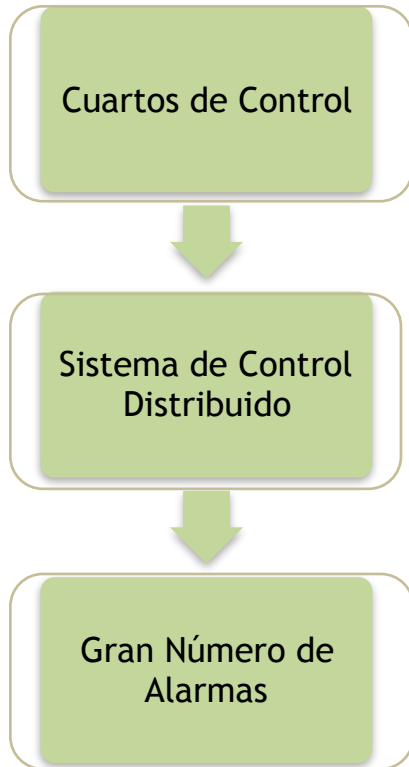 Cuartos de Control
Sistema de Control
Distribuido
Gran Número de
Alarmas